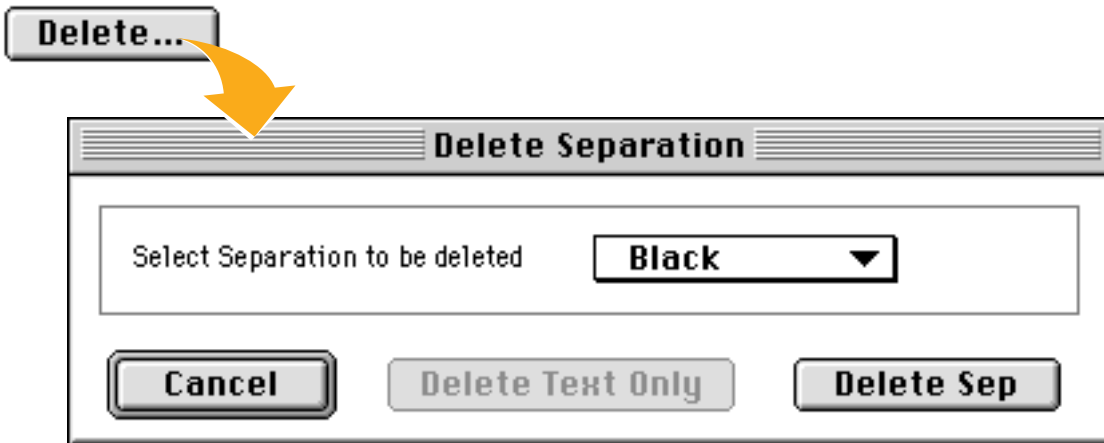 Delete...
Delete Separation
Select Separation to be deleted Black
Cancel Delete Text Only Delete Sep